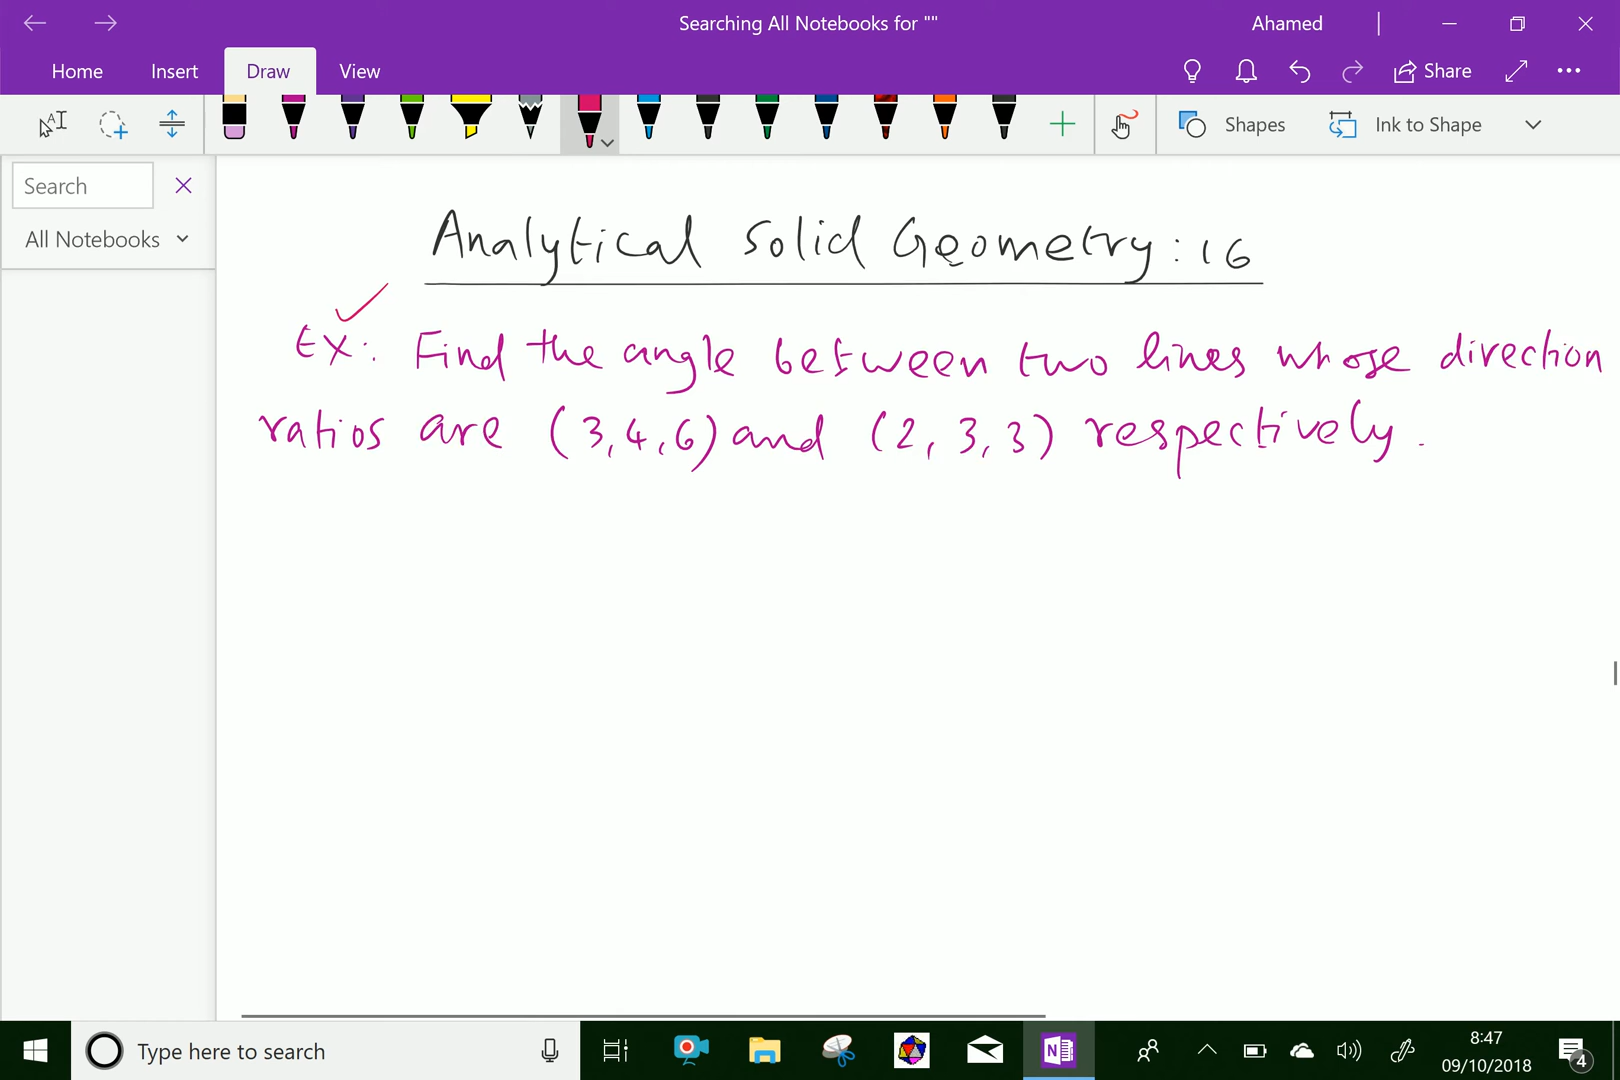 Searching All Notebooks for ""
Ahamed
Home Insert Draw View
Share
Shapes
Ink to Shape
Search
All Notebooks
Analytical Solid Geometry: 16
Ex: Find the angle between two lines whose direction
ratios are (3,4,6) and (2, 3, 3) respectively.
Type here to search
8:47
09/10/2018
4